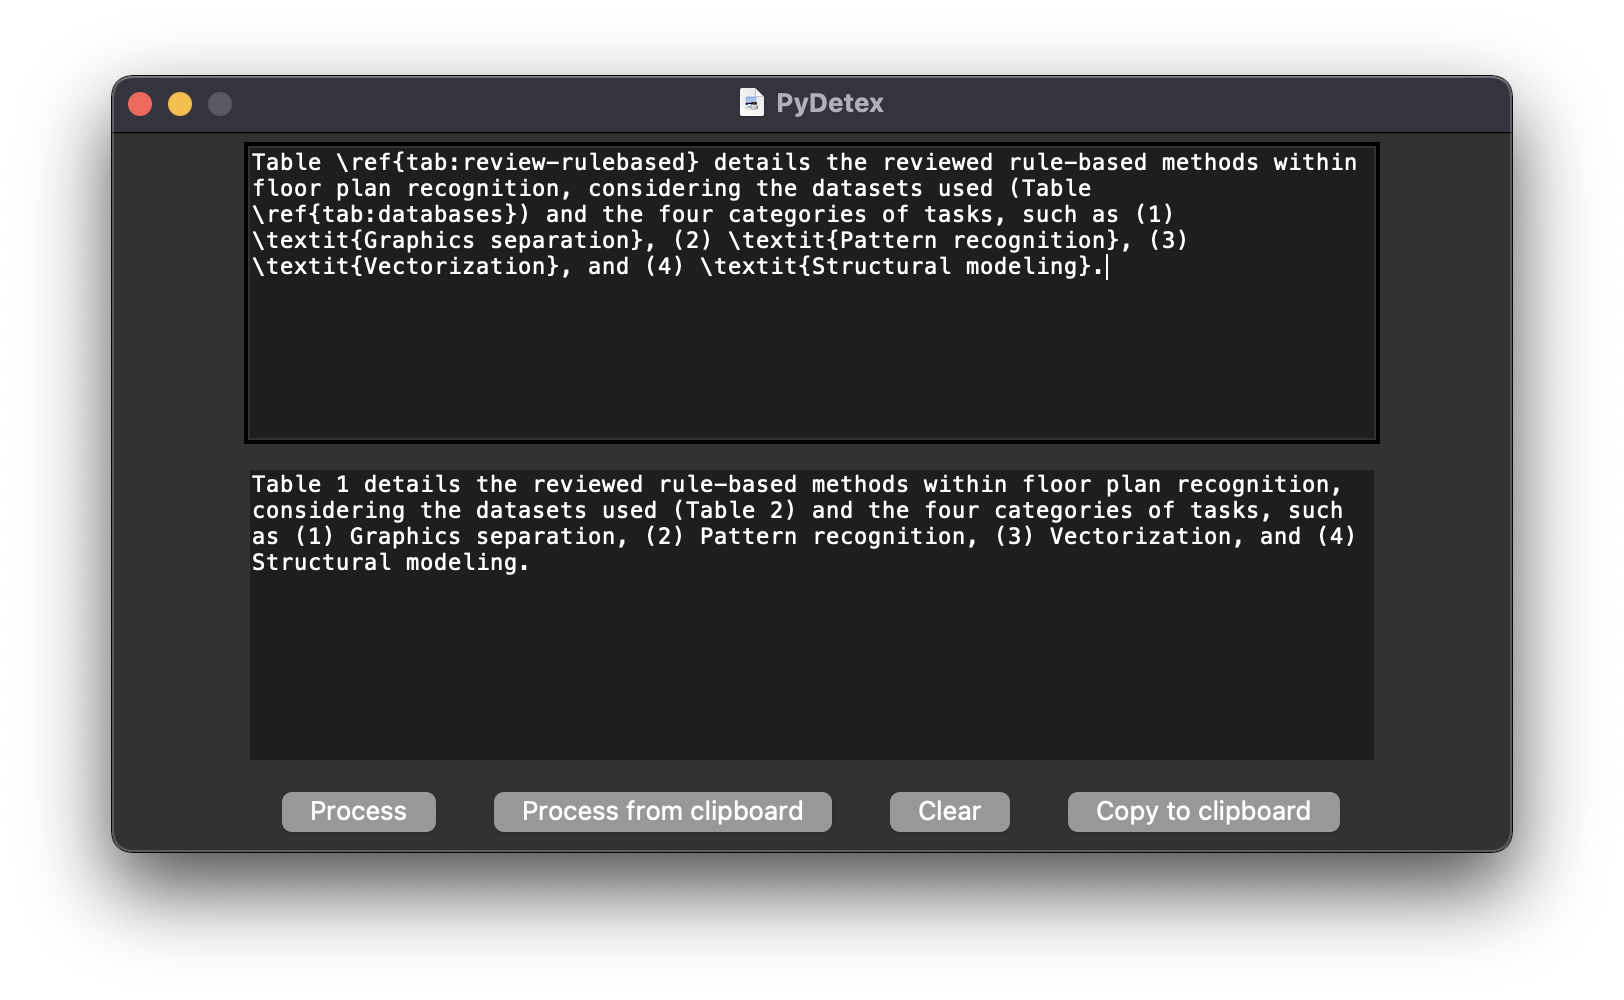 PyDetex
Table \ref{tab:review-rulebased} details the reviewed rule-based methods within
floor plan recognition, considering the datasets used (Table
\ref{tab:databases}) and the four categories of tasks, such as (1)
\textit{Graphics separation}, (2) \textit{Pattern recognition}, (3)
\textit{Vectorization}, and (4) \textit{Structural modeling}.
Table 1 details the reviewed rule-based methods within floor plan recognition,
considering the datasets used (Table 2) and the four categories of tasks, such
as (1) Graphics separation, (2) Pattern recognition, (3) Vectorization, and (4)
Structural modeling.
Process Process from clipboard Clear Copy to clipboard